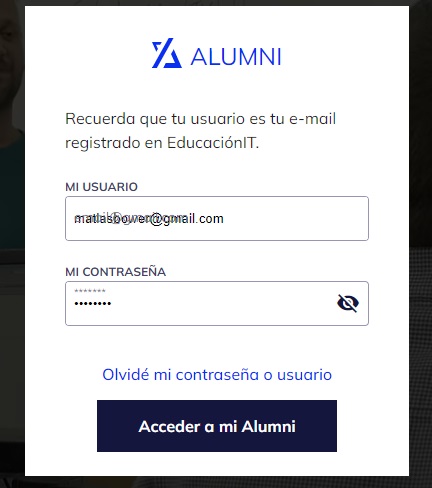 ALUMNI
Recuerda que tu usuario es tu e-mail
registrado en EducaciónIT.
MI USUARIO
matiaspower@gmail.com
MI CONTRASEÑA
*******
••••••••
Olvidé mi contraseña o usuario
Acceder a mi Alumni